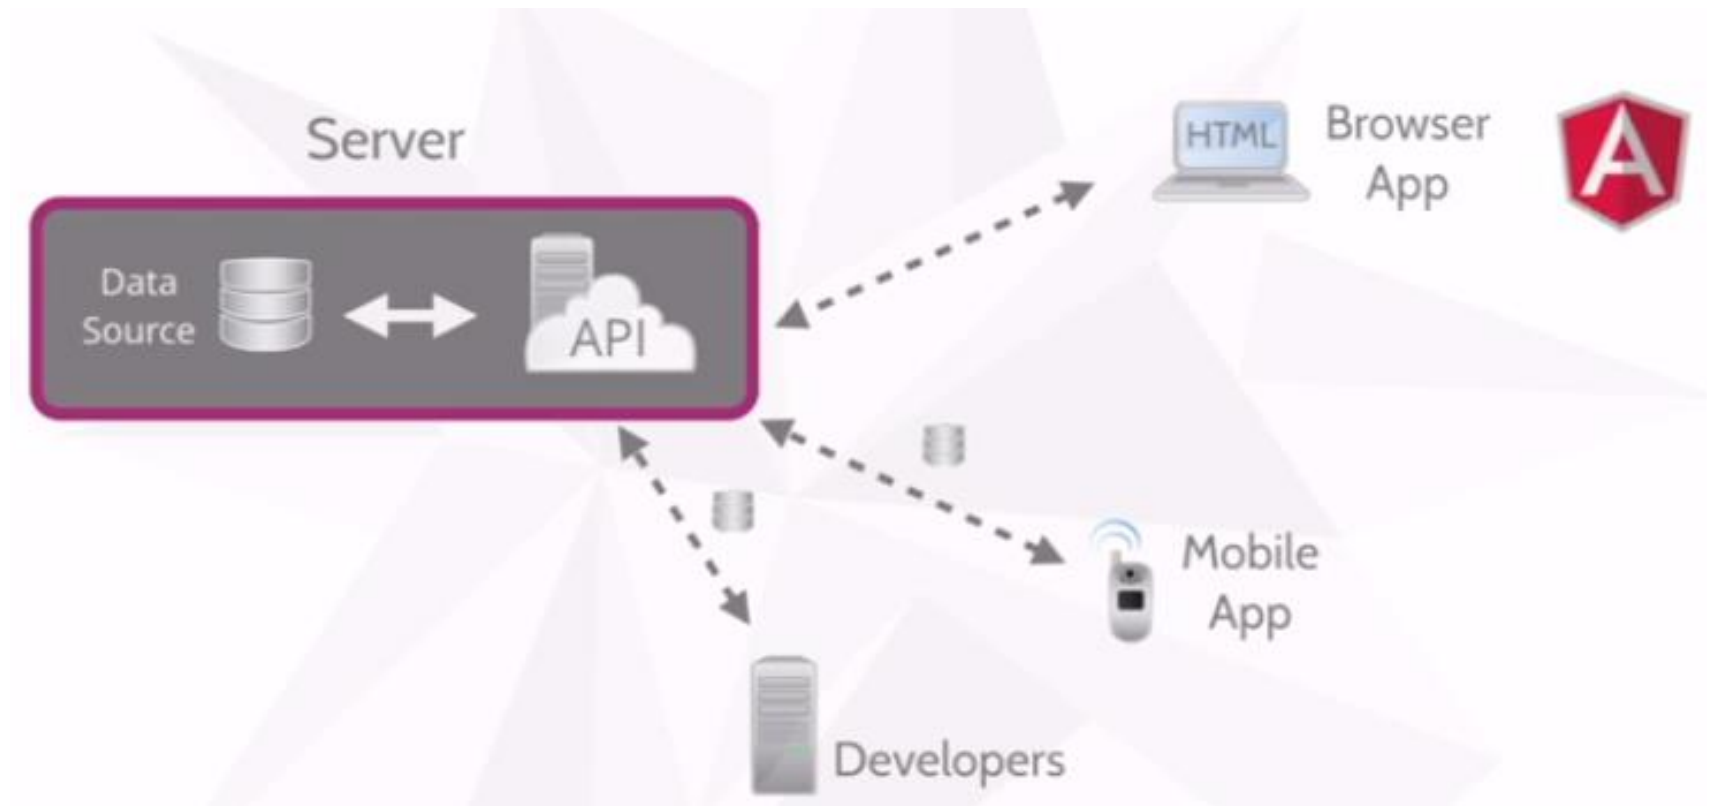 Server
Data
Source
API
HTML
Browser
App
A
Mobile
App
Developers